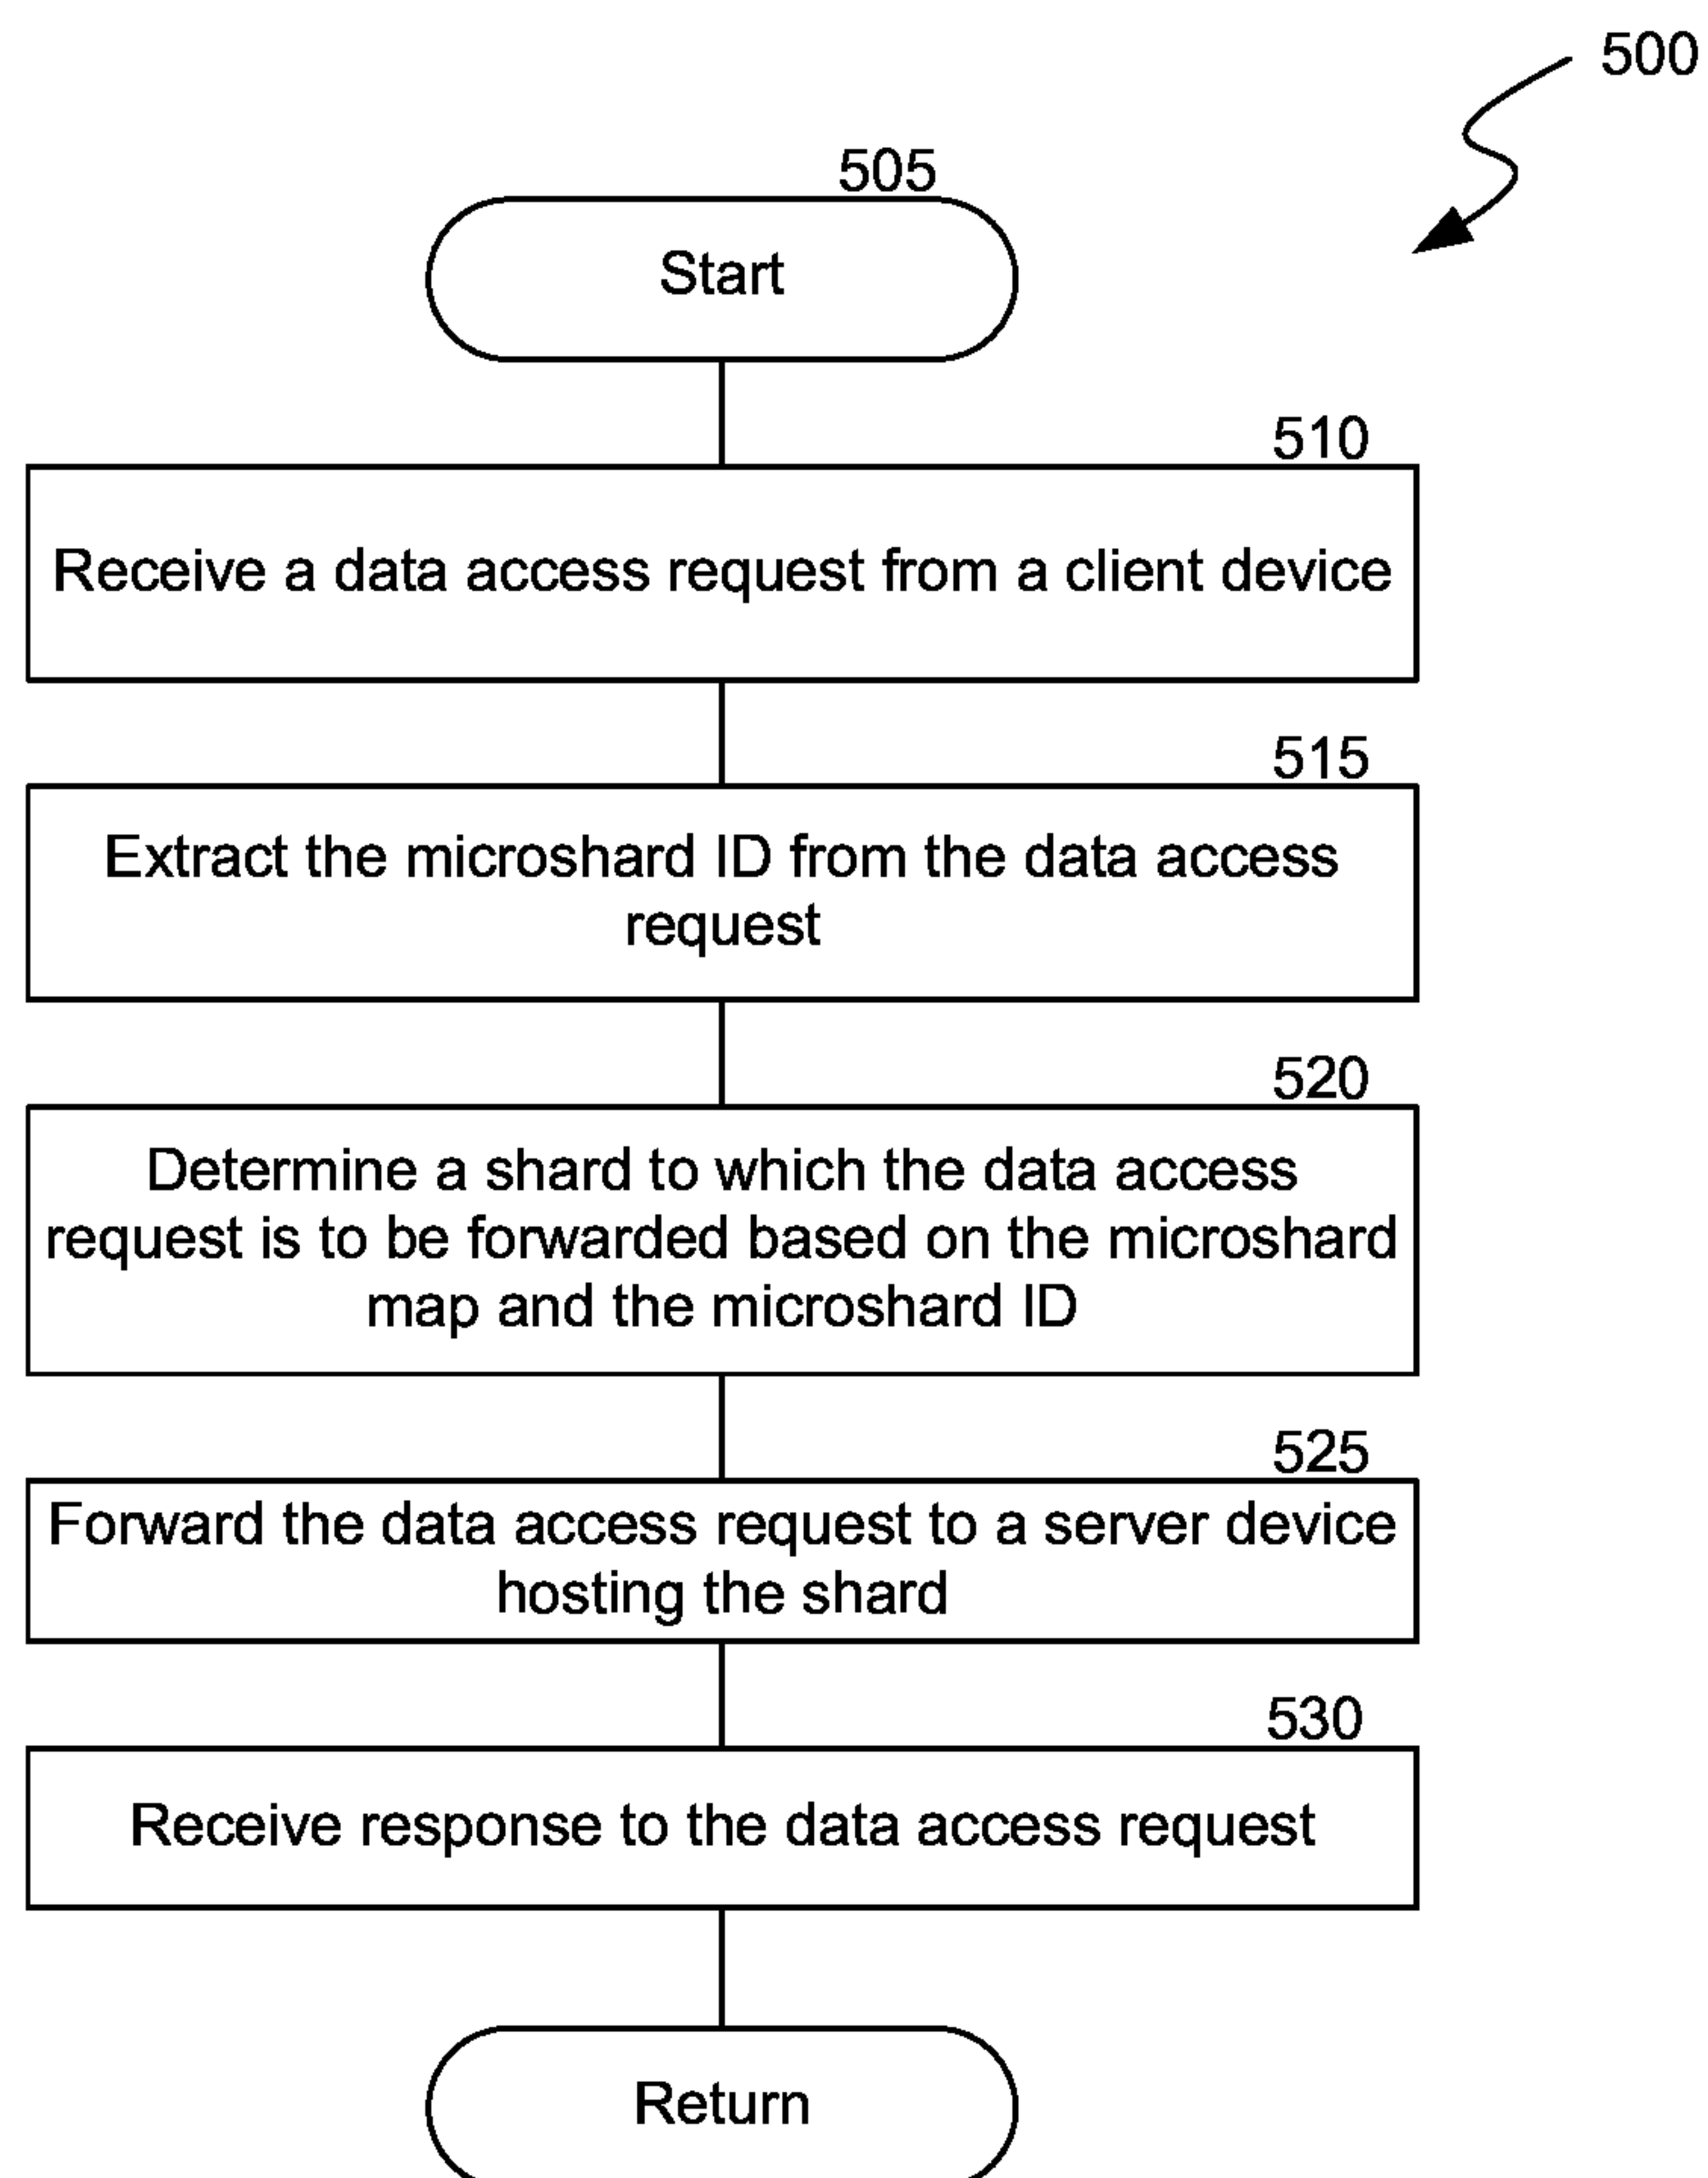 500
505
Start
510
Receive a data access request from a client device
515
Extract the microshard ID from the data access
request
520
Determine a shard to which the data access
request is to be forwarded based on the microshard
map and the microshard ID
525
Forward the data access request to a server device
hosting the shard
530
Receive response to the data access request
Return